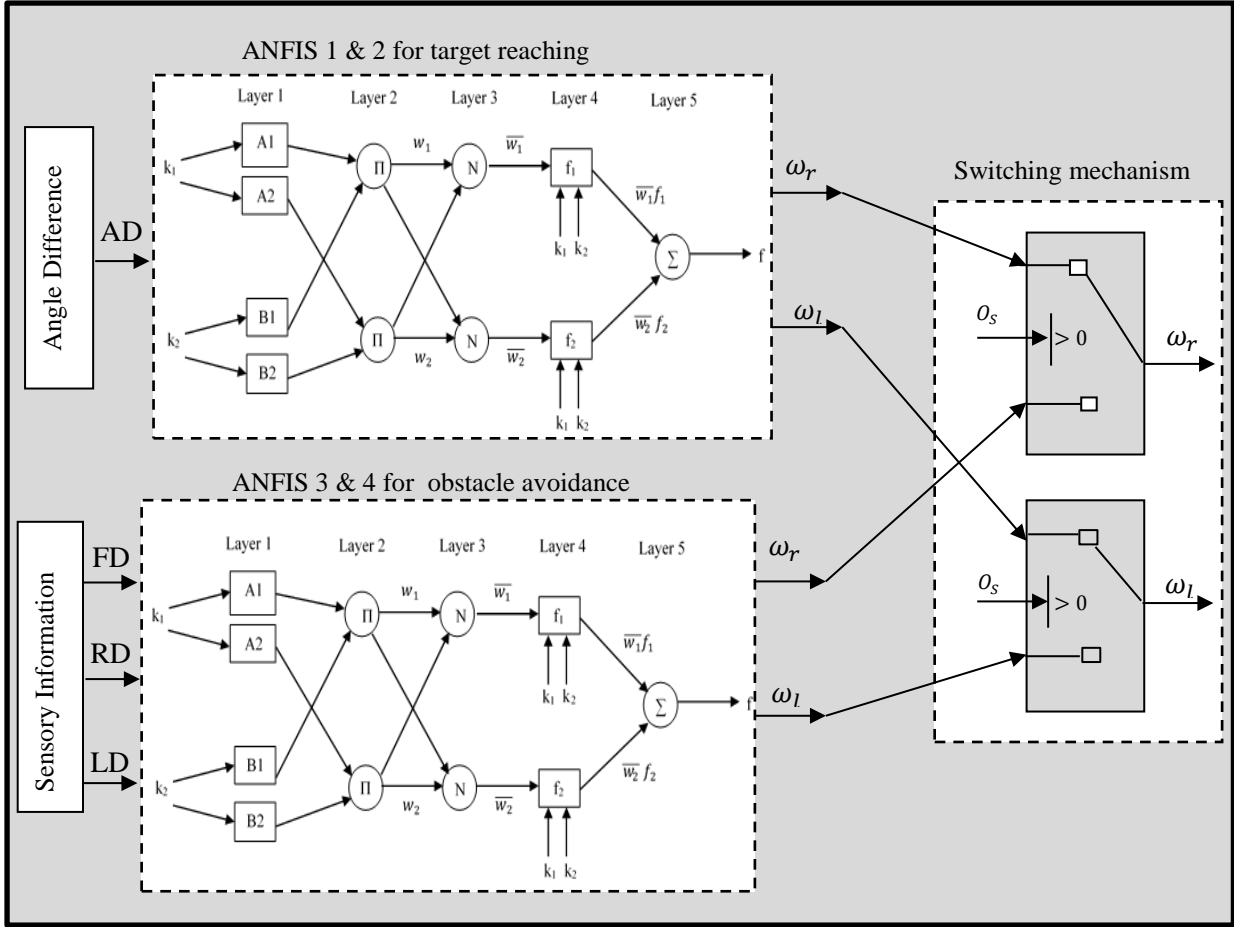 ANFIS 1 & 2 for target reaching
Layer 1 Layer 2 Layer 3 Layer 4 Layer 5
Angle Difference
AD
k₁
A1
A2
k₂
B1
B2
Π
Π
w₁
w₂
N
N
w̅₁
w̅₂
f₁
k₁ k₂
f₂
k₁ k₂
w̅₁f₁
w̅₂ f₂
∑
f
ωᵣ
ωₗ
ANFIS 3 & 4 for obstacle avoidance
Layer 1 Layer 2 Layer 3 Layer 4 Layer 5
Sensory Information
FD
RD
LD
k₁
A1
A2
k₂
B1
B2
Π
Π
w₁
w₂
N
N
w̅₁
w̅₂
f₁
k₁ k₂
f₂
k₁ k₂
w̅₁f₁
w̅₂ f₂
∑
f
ωᵣ
ωₗ
Switching mechanism
Oₛ
> 0
ωᵣ
Oₛ
> 0
ωₗ